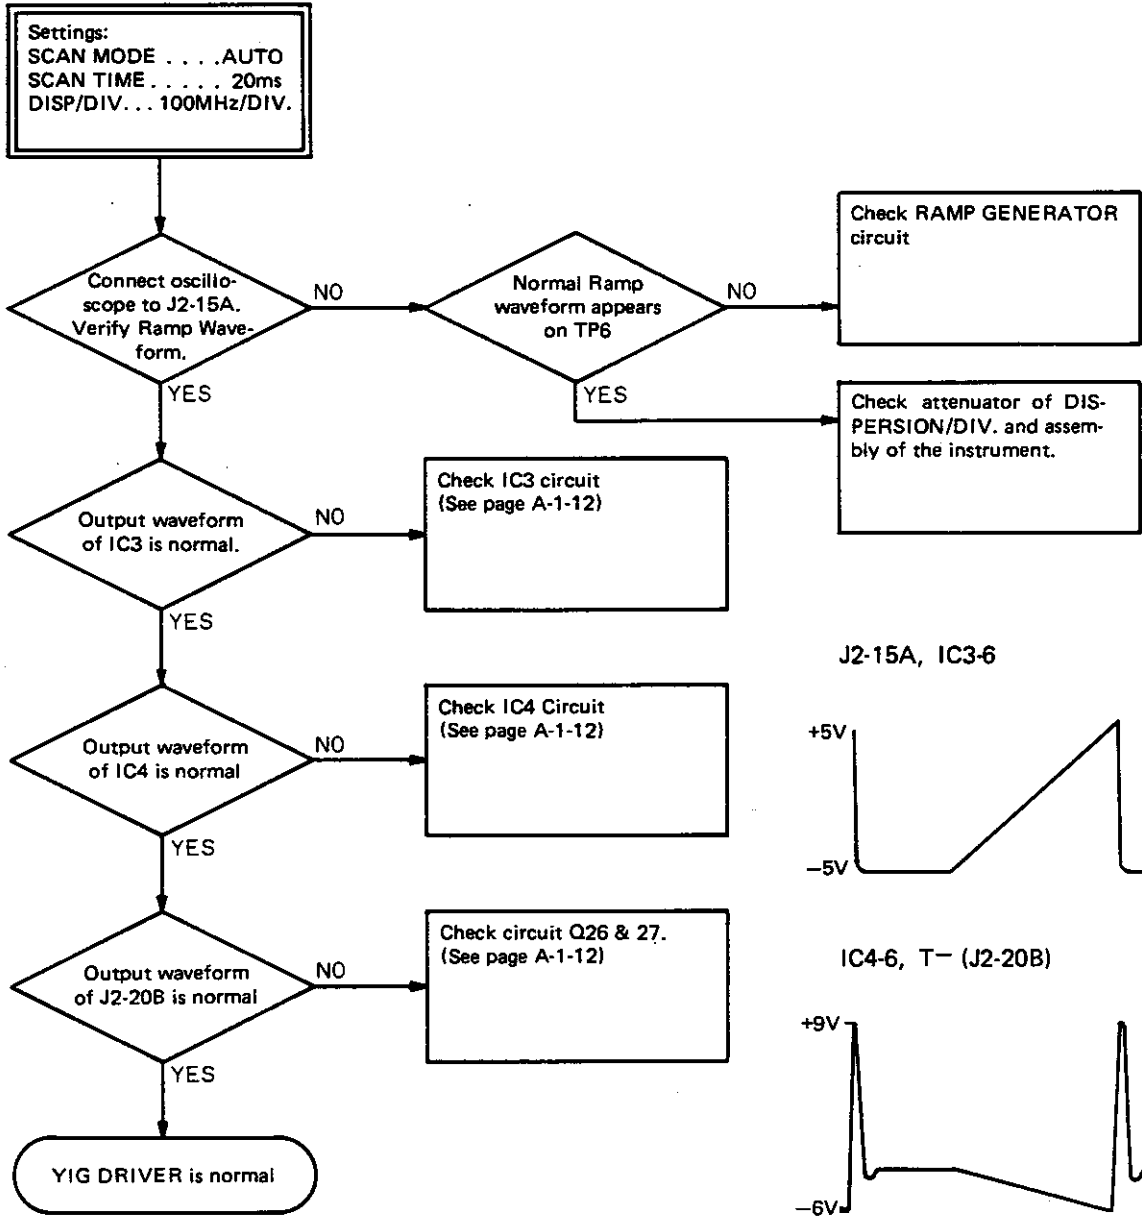 Settings:
SCAN MODE . . . . AUTO
SCAN TIME . . . . . 20ms
DISP/DIV. . . 100MHz/DIV.
Connect oscillo-
scope to J2-15A.
Verify Ramp Wave-
form.
NO
YES
Normal Ramp
waveform appears
on TP6
NO
YES
Check RAMP GENERATOR
circuit
Check attenuator of DIS-
PERSION/DIV. and assem-
bly of the instrument.
Output waveform
of IC3 is normal.
NO
YES
Check IC3 circuit
(See page A-1-12)
Output waveform
of IC4 is normal
NO
YES
Check IC4 Circuit
(See page A-1-12)
Output waveform
of J2-20B is normal
NO
YES
Check circuit Q26 & 27.
(See page A-1-12)
YIG DRIVER is normal
J2-15A, IC3-6
+5V
−5V
IC4-6, T− (J2-20B)
+9V
−6V